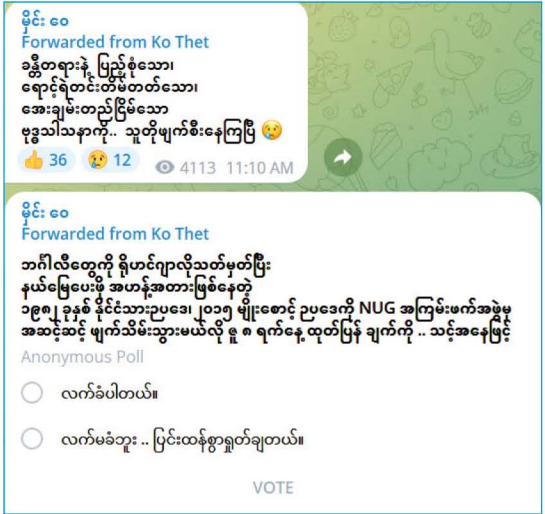 မှိုင်း ဝေ
Forwarded from Ko Thet
ခန္တီတရားနဲ့ ပြည့်စုံသော၊
ရောင့်ရဲတင်းတိမ်တတ်သော၊
အေးချမ်းတည်ငြိမ်သော
ဗုဒ္ဓသါသနာကို.. သူတို့ဖျက်စီးနေကြပြီ 😢
👍 36 😢 12 4113 11:10 AM
မှိုင်း ဝေ
Forwarded from Ko Thet
ဘင်္ဂါလီတွေကို ရိုဟင်ဂျာလိုသတ်မှတ်ပြီး
နယ်မြေပေးဖို့ အဟန့်အတားဖြစ်နေတဲ့
၁၉၈၂ ခုနှစ် နိုင်ငံသားဥပဒေ၊ ၂၀၁၅ မျိုးစောင့် ဥပဒေကို NUG အကြမ်းဖက်အဖွဲ့မှ
အဆင့်ဆင့် ဖျက်သိမ်းသွားမယ်လို့ ဇူ ၈ ရက်နေ့ ထုတ်ပြန် ချက်ကို .. သင့်အနေဖြင့်
Anonymous Poll
လက်ခံပါတယ်။
လက်မခံဘူး .. ပြင်းထန်စွာရှုတ်ချတယ်။
VOTE